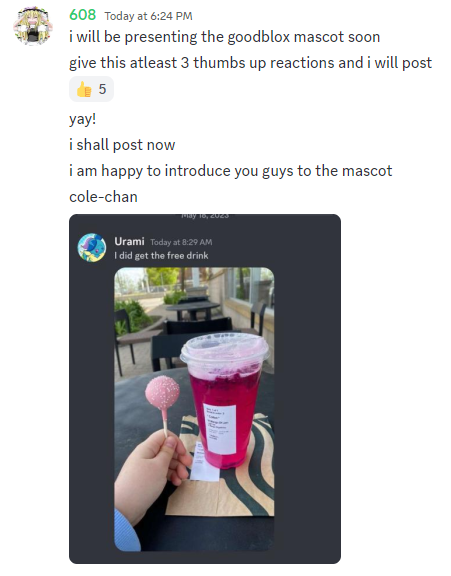 608 Today at 6:24 PM
i will be presenting the goodblox mascot soon
give this atleast 3 thumbs up reactions and i will post
5
yay!
i shall post now
i am happy to introduce you guys to the mascot
cole-chan
May 18, 2023
Urami Today at 8:29 AM
I did get the free drink